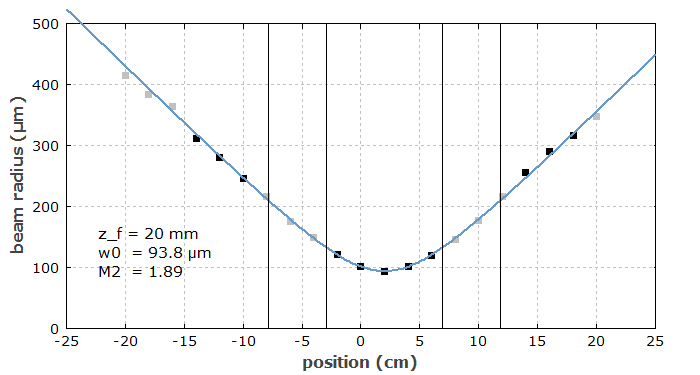 500
400
300
200
100
0
beam radius (µm)
z_f = 20 mm
w0 = 93.8 µm
M2 = 1.89
-25 -20 -15 -10 -5 0 5 10 15 20 25
position (cm)